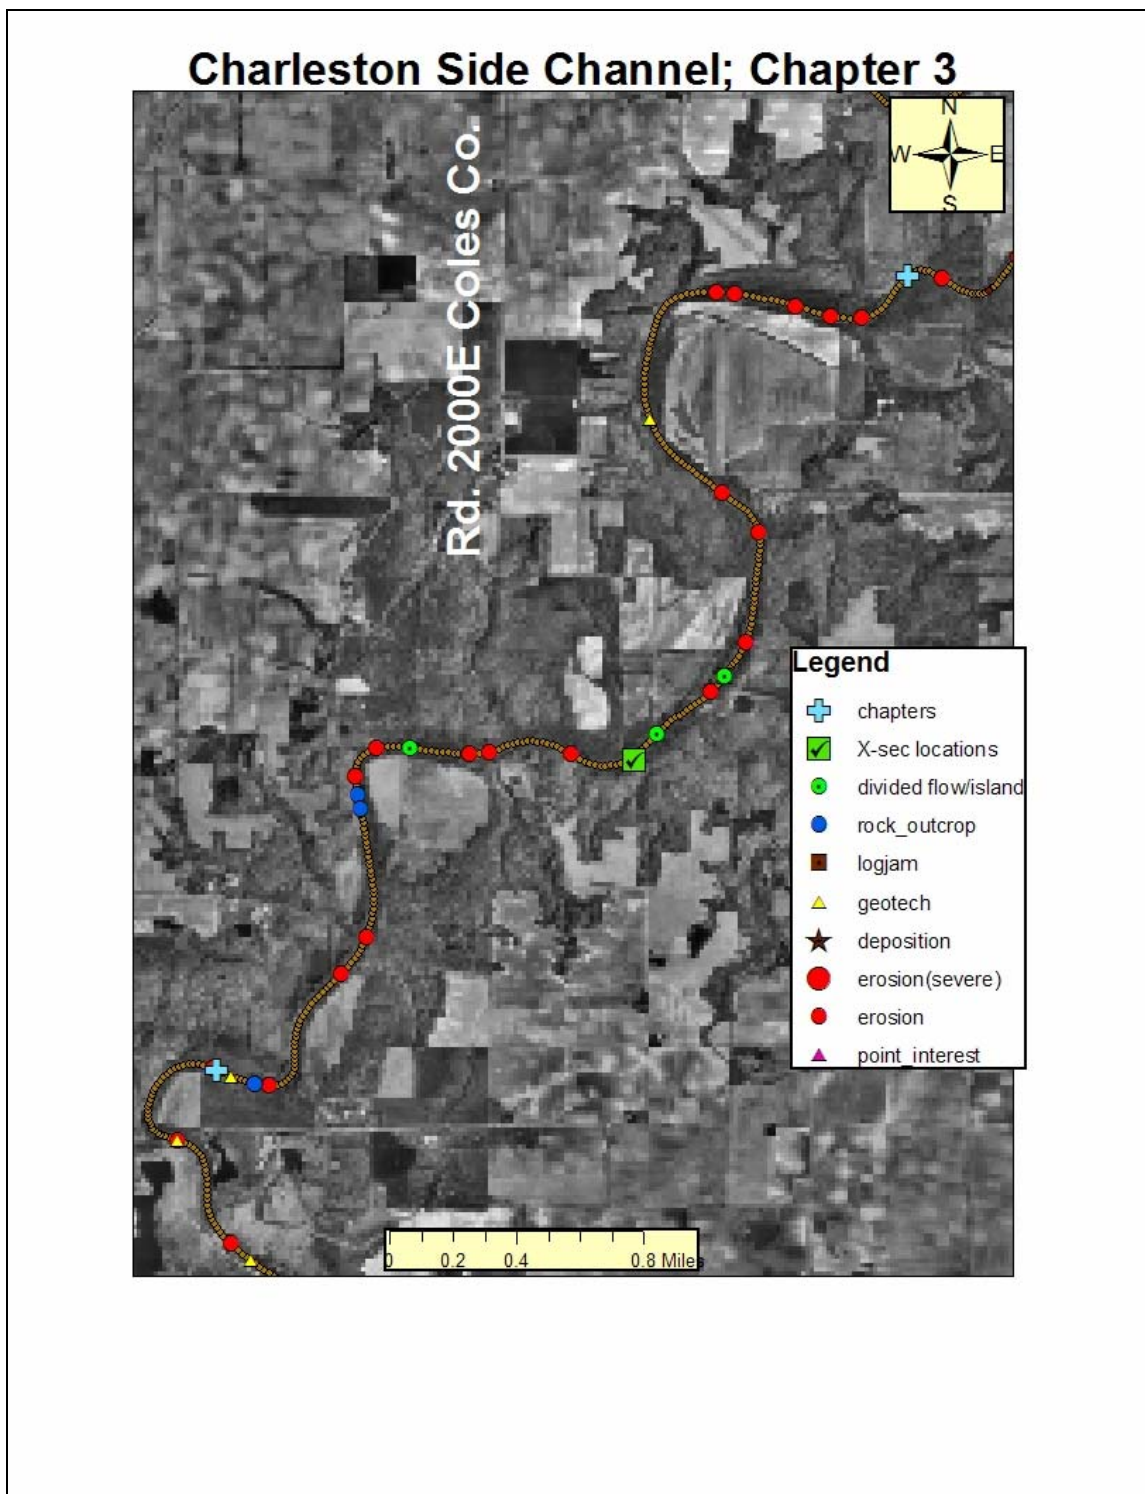 Charleston Side Channel; Chapter 3
N
W E
S
Rd. 2000E Coles Co.
Legend
chapters
X-sec locations
divided flow/island
rock_outcrop
logjam
geotech
deposition
erosion(severe)
erosion
point_interest
0 0.2 0.4 0.8 Miles